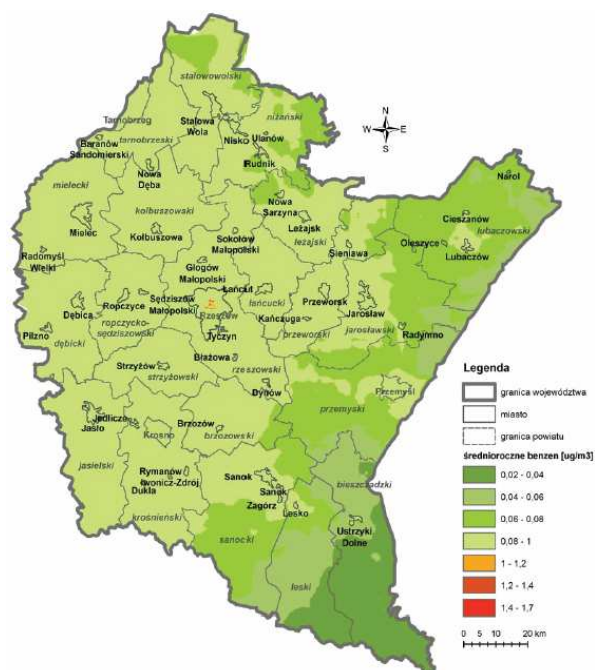 stalowowolski
N
W E
S
Tarnobrzeg
Stalowa
Wola
niżański
tarnobrzeski
Baranów
Sandomierski
Nisko
Ulanów
Rudnik
Nowa
Dęba
Narol
mielecki
kolbuszowski
Nowa
Sarzyna
Cieszanów
lubaczowski
Mielec
Kolbuszowa
Leżajsk
leżajski
Sokołów
Małopolski
Oleszyce
Lubaczów
Radomyśl
Wielki
Sieniawa
Głogów
Małopolski
Łańcut
Dębica
Ropczyce
Sędziszów
Małopolski
Rzeszów
łańcucki
Przeworsk
Jarosław
Tyczyn
Kańczuga
przeworski
jarosławski
Radymno
Pilzno
dębicki
ropczycko-
sędziszowski
Błażowa
rzeszowski
Strzyżów
strzyżowski
Dynów
Przemyśl
przemyski
Jedlicze
Jasło
Krosno
Brzozów
brzozowski
jasielski
Rymanów
Iwonicz-Zdrój
Dukla
Sanok
Sanok
Zagórz
Lesko
bieszczadzki
Ustrzyki
Dolne
krośnieński
sanocki
leski
Legenda
granica województwa
miasto
granica powiatu
średnioroczne benzen [ug/m3]
0,02 - 0,04
0,04 - 0,06
0,06 - 0,08
0,08 - 1
1 - 1,2
1,2 - 1,4
1,4 - 1,7
0 5 10 20 km